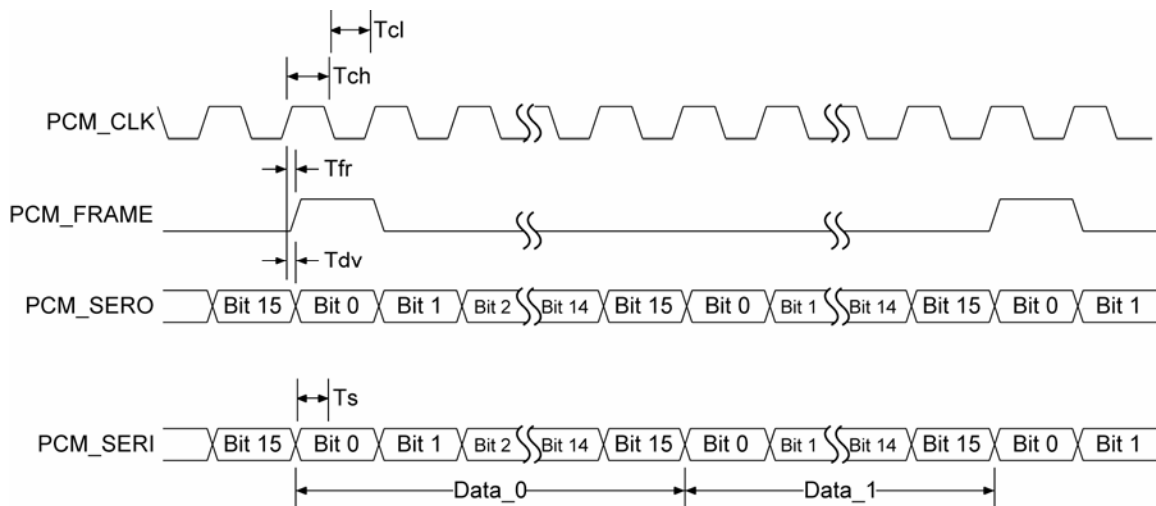 Tcl
Tch
PCM_CLK
Tfr
PCM_FRAME
Tdv
PCM_SERO Bit 15 Bit 0 Bit 1 Bit 2 Bit 14 Bit 15 Bit 0 Bit 1 Bit 14 Bit 15 Bit 0 Bit 1
Ts
PCM_SERI Bit 15 Bit 0 Bit 1 Bit 2 Bit 14 Bit 15 Bit 0 Bit 1 Bit 14 Bit 15 Bit 0 Bit 1
Data_0 Data_1